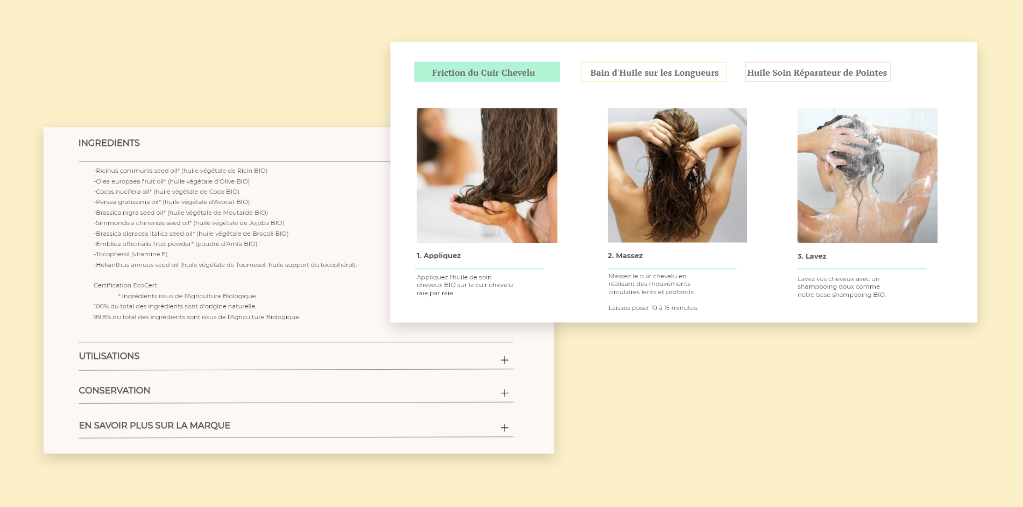 Friction du Cuir Chevelu
Bain d'Huile sur les Longueurs
Huile Soin Réparateur de Pointes
1. Appliquez
Appliquez l'huile de soin
cheveux BIO sur le cuir chevelu
raie par raie.
2. Massez
Massez le cuir chevelu en
réalisant des mouvements
circulaires lents et profonds.
Laissez poser 10 à 15 minutes.
3. Lavez
Lavez vos cheveux avec un
shampooing doux comme
notre base shampooing BIO.
INGREDIENTS
-Ricinus communis seed oil* (huile végétale de Ricin BIO)
-Olea europaea fruit oil* (huile végétale d'Olive BIO)
-Cocos nucifera oil* (huile végétale de Coco BIO)
-Persea gratissima oil* (huile végétale d'Avocat BIO)
-Brassica nigra seed oil* (huile végétale de Moutarde BIO)
-Simmondsia chinensis seed oil* (huile végétale de Jojoba BIO)
-Brassica oleracea italica seed oil* (huile végétale de Brocoli BIO)
-Emblica officinalis fruit powder* (poudre d'Amla BIO)
-Tocopherol (vitamine E)
-Helianthus annuus seed oil (huile végétale de Tournesol, huile support du tocophérol).
Certification EcoCert
* Ingrédients issus de l'Agriculture Biologique.
100% du total des ingrédients sont d'origine naturelle.
99.8% du total des ingrédients sont issus de l'Agriculture Biologique.
UTILISATIONS
CONSERVATION
EN SAVOIR PLUS SUR LA MARQUE